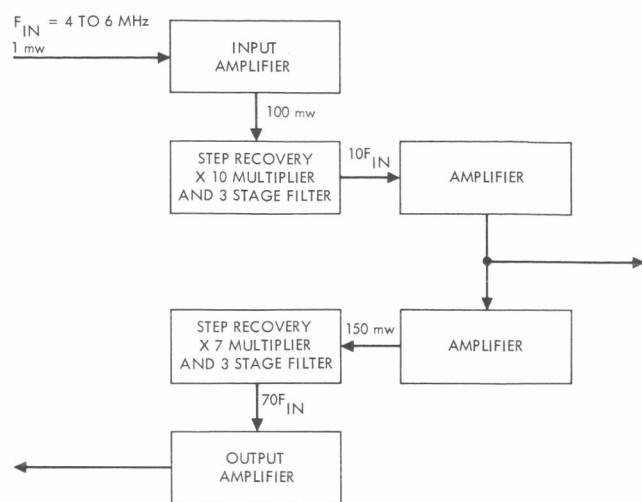 F_IN = 4 TO 6 MHz
1 mw
INPUT
AMPLIFIER
100 mw
STEP RECOVERY
X 10 MULTIPLIER
AND 3 STAGE FILTER
10F_IN
AMPLIFIER
AMPLIFIER
150 mw
STEP RECOVERY
X 7 MULTIPLIER
AND 3 STAGE FILTER
70F_IN
OUTPUT
AMPLIFIER